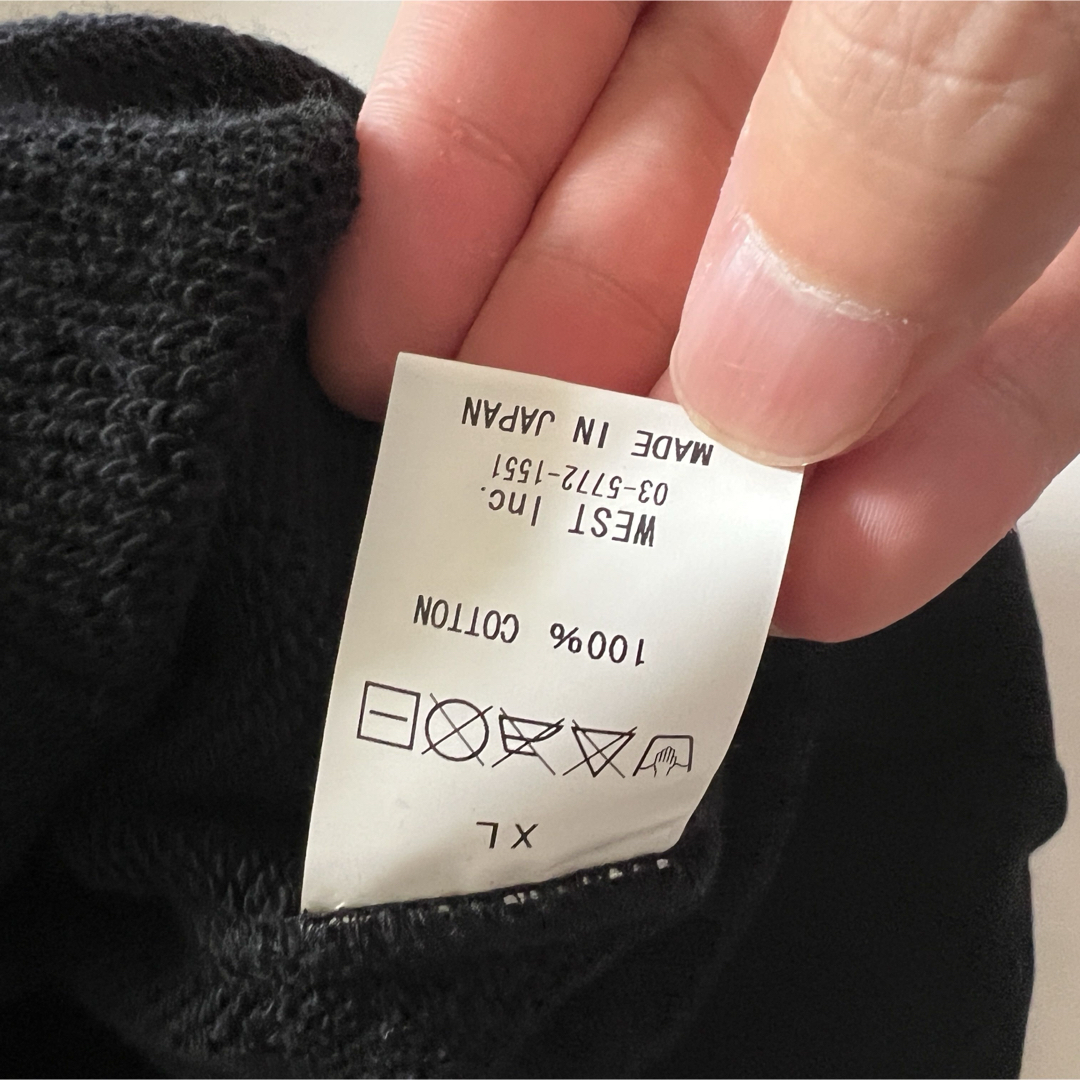 XL
100% COTTON
WEST Inc.
03-5772-1551
MADE IN JAPAN